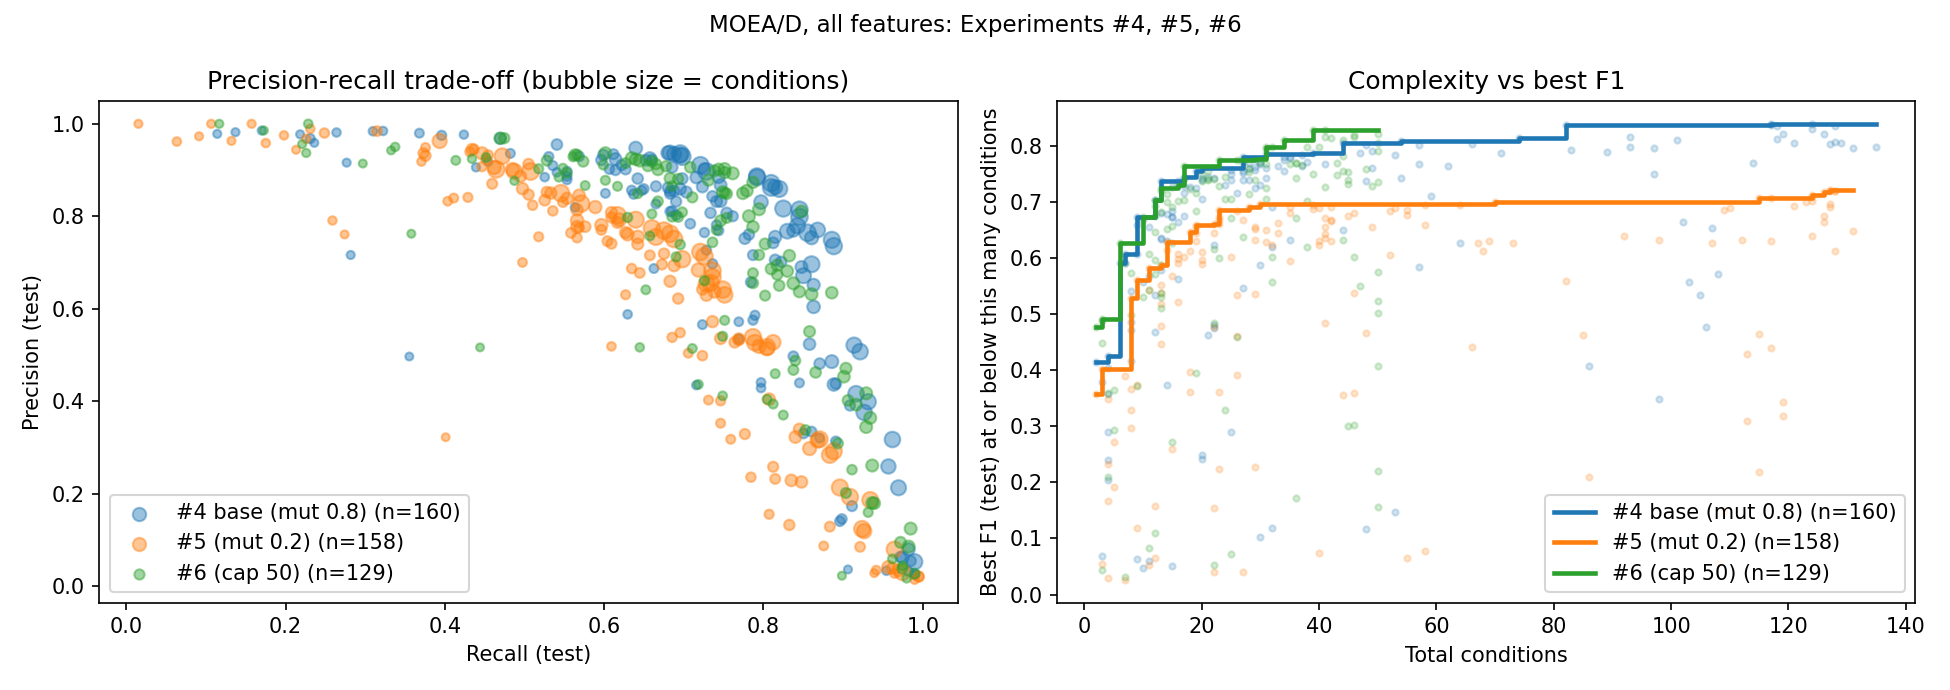 MOEA/D, all features: Experiments #4, #5, #6
Precision-recall trade-off (bubble size = conditions)
Precision (test)
1.0
0.8
0.6
0.4
0.2
0.0
#4 base (mut 0.8) (n=160)
#5 (mut 0.2) (n=158)
#6 (cap 50) (n=129)
0.0 0.2 0.4 0.6 0.8 1.0
Recall (test)
Complexity vs best F1
Best F1 (test) at or below this many conditions
0.8
0.7
0.6
0.5
0.4
0.3
0.2
0.1
0.0
#4 base (mut 0.8) (n=160)
#5 (mut 0.2) (n=158)
#6 (cap 50) (n=129)
0 20 40 60 80 100 120 140
Total conditions